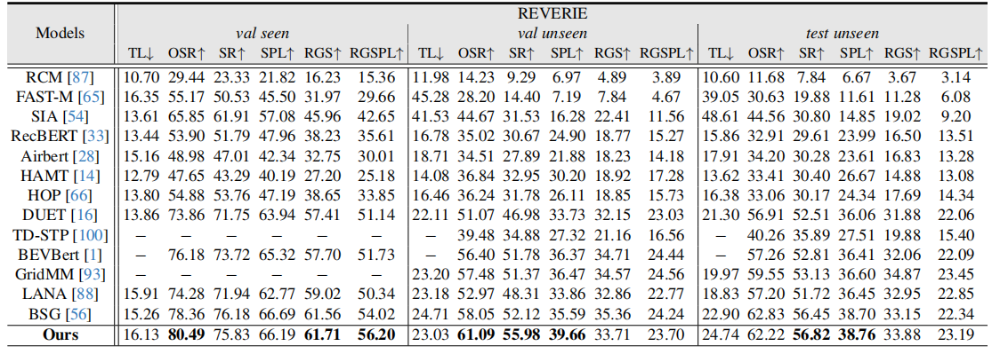 REVERIE
Models val seen val unseen test unseen
TL↓ OSR↑ SR↑ SPL↑ RGS↑ RGSPL↑ TL↓ OSR↑ SR↑ SPL↑ RGS↑ RGSPL↑ TL↓ OSR↑ SR↑ SPL↑ RGS↑ RGSPL↑
RCM [87] 10.70 29.44 23.33 21.82 16.23 15.36 11.98 14.23 9.29 6.97 4.89 3.89 10.60 11.68 7.84 6.67 3.67 3.14
FAST-M [65] 16.35 55.17 50.53 45.50 31.97 29.66 45.28 28.20 14.40 7.19 7.84 4.67 39.05 30.63 19.88 11.61 11.28 6.08
SIA [54] 13.61 65.85 61.91 57.08 45.96 42.65 41.53 44.67 31.53 16.28 22.41 11.56 48.61 44.56 30.80 14.85 19.02 9.20
RecBERT [33] 13.44 53.90 51.79 47.96 38.23 35.61 16.78 35.02 30.67 24.90 18.77 15.27 15.86 32.91 29.61 23.99 16.50 13.51
Airbert [28] 15.16 48.98 47.01 42.34 32.75 30.01 18.71 34.51 27.89 21.88 18.23 14.18 17.91 34.20 30.28 23.61 16.83 13.28
HAMT [14] 12.79 47.65 43.29 40.19 27.20 25.18 14.08 36.84 32.95 30.20 18.92 17.28 13.62 33.41 30.40 26.67 14.88 13.08
HOP [66] 13.80 54.88 53.76 47.19 38.65 33.85 16.46 36.24 31.78 26.11 18.85 15.73 16.38 33.06 30.17 24.34 17.69 14.34
DUET [16] 13.86 73.86 71.75 63.94 57.41 51.14 22.11 51.07 46.98 33.73 32.15 23.03 21.30 56.91 52.51 36.06 31.88 22.06
TD-STP [100] – – – – – – – 39.48 34.88 27.32 21.16 16.56 – 40.26 35.89 27.51 19.88 15.40
BEVBert [1] – 76.18 73.72 65.32 57.70 51.73 – 56.40 51.78 36.37 34.71 24.44 – 57.26 52.81 36.41 32.06 22.09
GridMM [93] – – – – – – 23.20 57.48 51.37 36.47 34.57 24.56 19.97 59.55 53.13 36.60 34.87 23.45
LANA [88] 15.91 74.28 71.94 62.77 59.02 50.34 23.18 52.97 48.31 33.86 32.86 22.77 18.83 57.20 51.72 36.45 32.95 22.85
BSG [56] 15.26 78.36 76.18 66.69 61.56 54.02 24.71 58.05 52.12 35.59 35.36 24.24 22.90 62.83 56.45 38.70 33.15 22.34
Ours 16.13 80.49 75.83 66.19 61.71 56.20 23.03 61.09 55.98 39.66 33.71 23.70 24.74 62.22 56.82 38.76 33.88 23.19